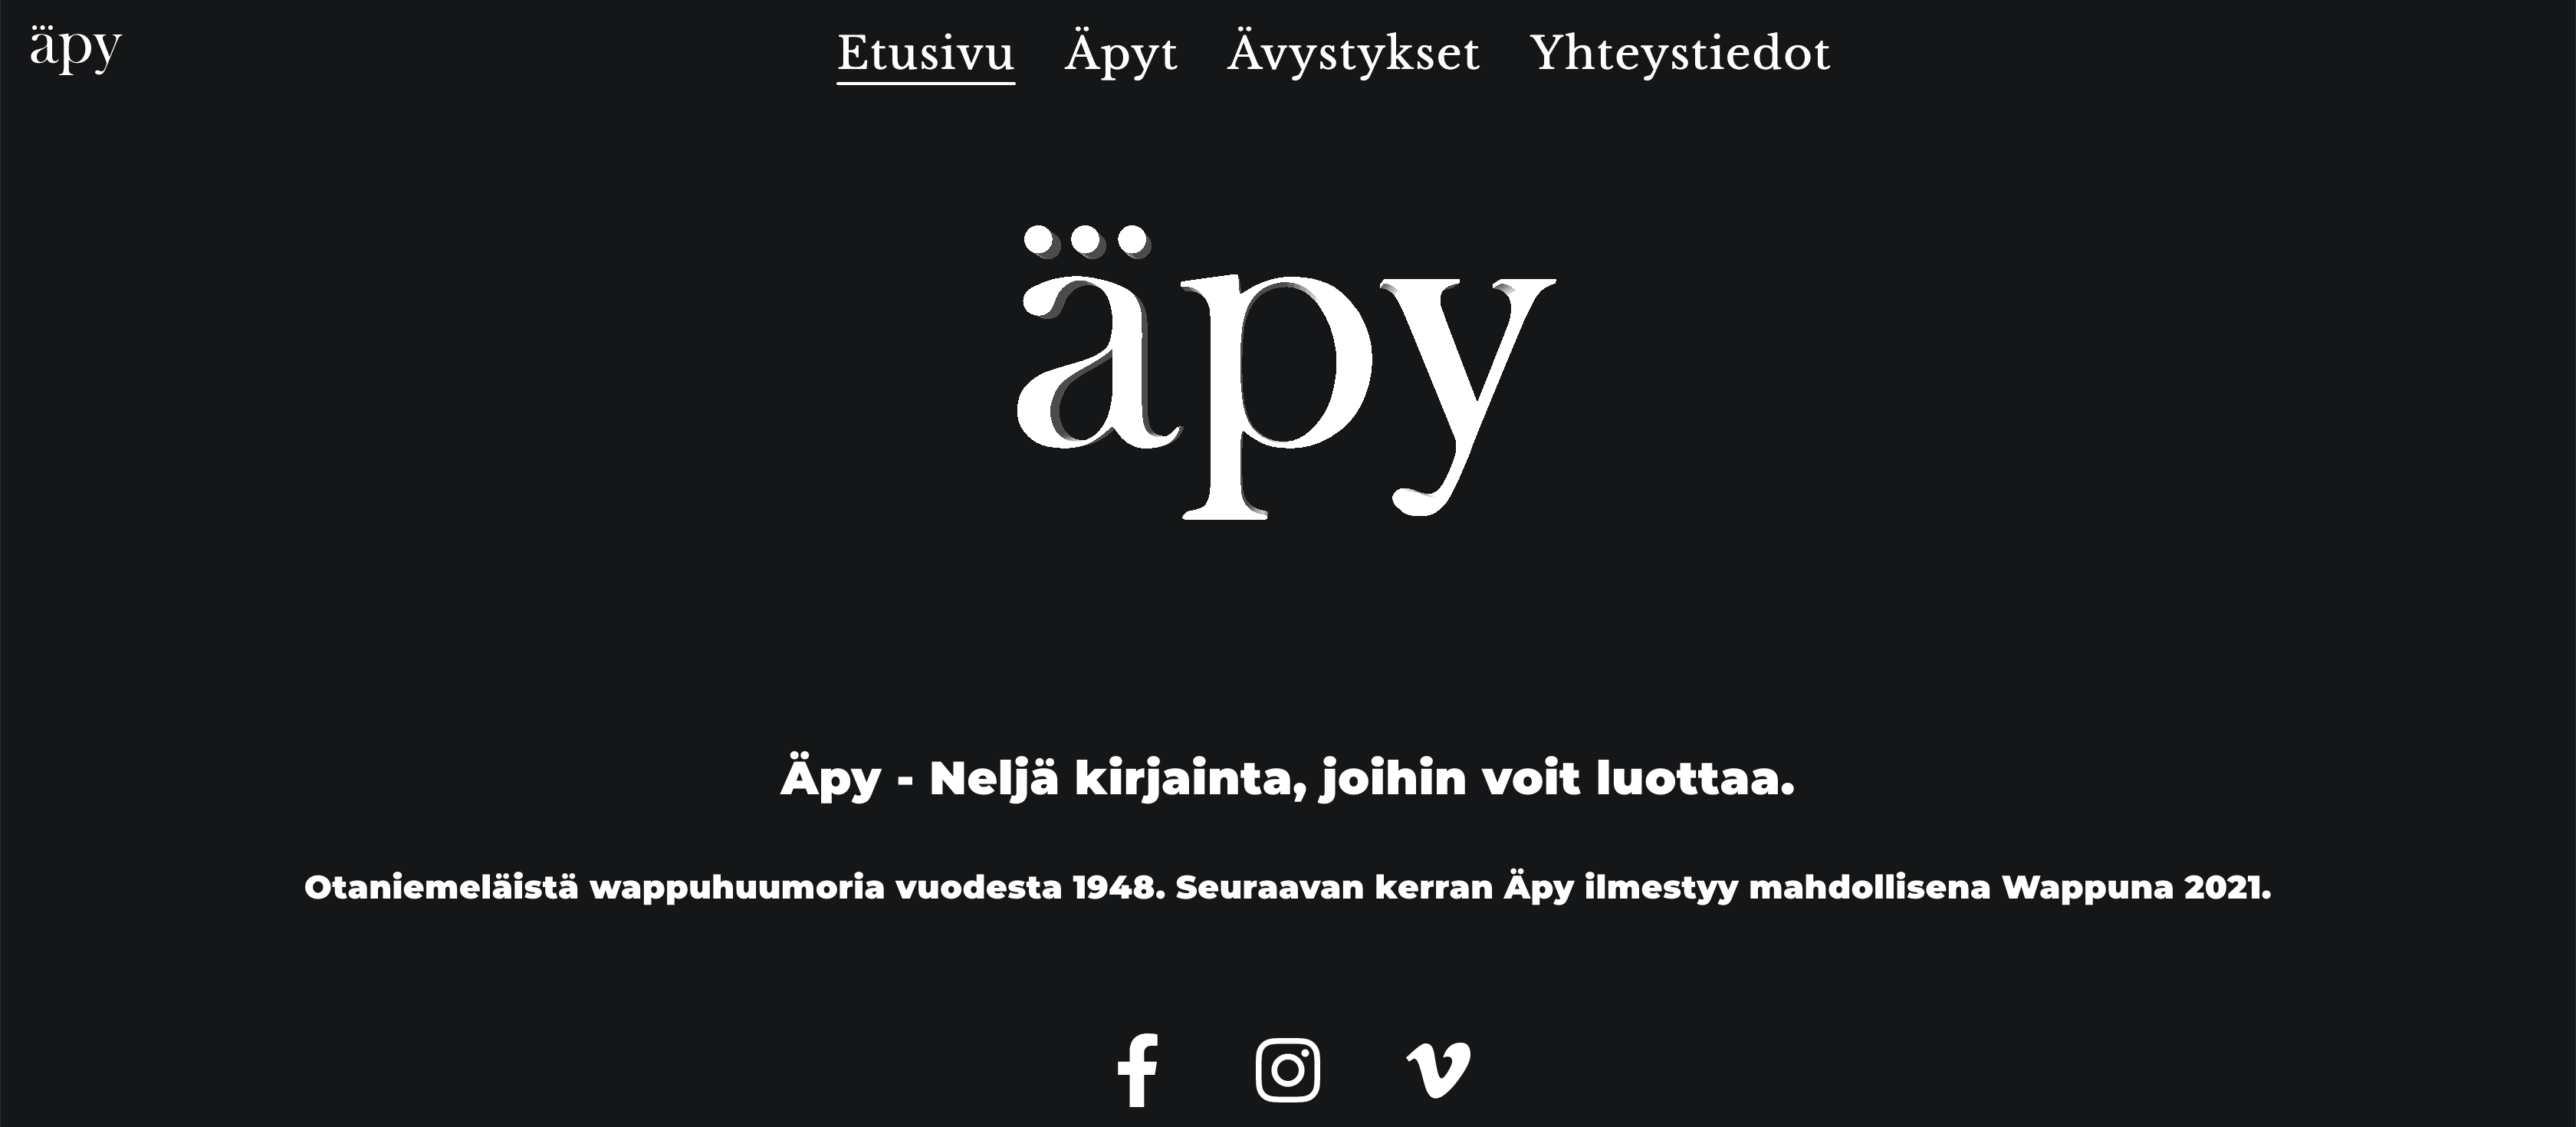 äpy
Etusivu Äpyt Ävystykset Yhteystiedot
äpy
Äpy - Neljä kirjainta, joihin voit luottaa.
Otaniemeläistä wappuhuumoria vuodesta 1948. Seuraavan kerran Äpy ilmestyy mahdollisena Wappuna 2021.